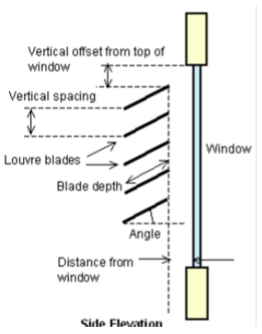 Vertical offset from top of
window
Vertical spacing
Louvre blades
Window
Blade depth
Angle
Distance from
window
Side Elevation